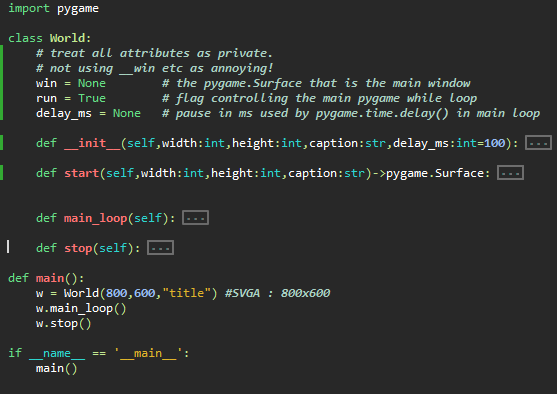 import pygame
class World:
# treat all attributes as private.
# not using __win etc as annoying!
win = None # the pygame.Surface that is the main window
run = True # flag controlling the main pygame while loop
delay_ms = None # pause in ms used by pygame.time.delay() in main loop
def __init__(self,width:int,height:int,caption:str,delay_ms:int=100): ...
def start(self,width:int,height:int,caption:str)->pygame.Surface: ...
def main_loop(self): ...
def stop(self): ...
def main():
w = World(800,600,"title") #SVGA : 800x600
w.main_loop()
w.stop()
if __name__ == '__main__':
main()